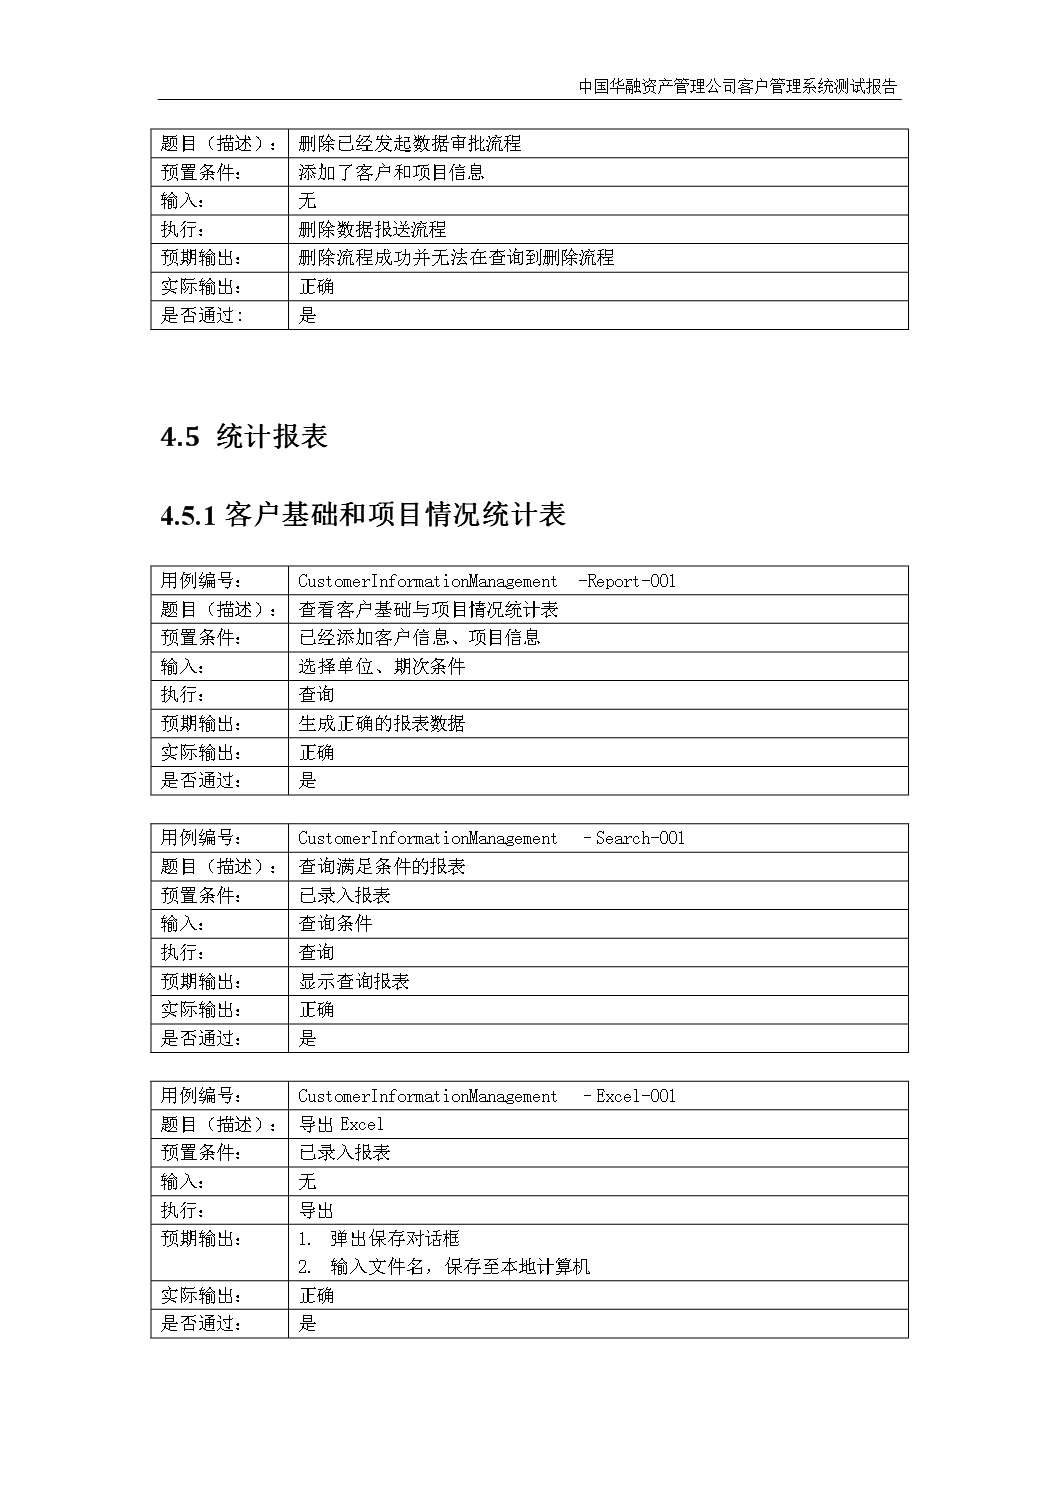 中国华融资产管理公司客户管理系统测试报告
题目（描述）： 删除已经发起数据审批流程
预置条件： 添加了客户和项目信息
输入： 无
执行： 删除数据报送流程
预期输出： 删除流程成功并无法在查询到删除流程
实际输出： 正确
是否通过: 是
4.5 统计报表
4.5.1 客户基础和项目情况统计表
用例编号： CustomerInformationManagement -Report-001
题目（描述）： 查看客户基础与项目情况统计表
预置条件： 已经添加客户信息、项目信息
输入： 选择单位、期次条件
执行： 查询
预期输出： 生成正确的报表数据
实际输出： 正确
是否通过： 是
用例编号： CustomerInformationManagement –Search-001
题目（描述）： 查询满足条件的报表
预置条件： 已录入报表
输入： 查询条件
执行： 查询
预期输出： 显示查询报表
实际输出： 正确
是否通过： 是
用例编号： CustomerInformationManagement –Excel-001
题目（描述）： 导出 Excel
预置条件： 已录入报表
输入： 无
执行： 导出
预期输出： 1. 弹出保存对话框
2. 输入文件名，保存至本地计算机
实际输出： 正确
是否通过： 是